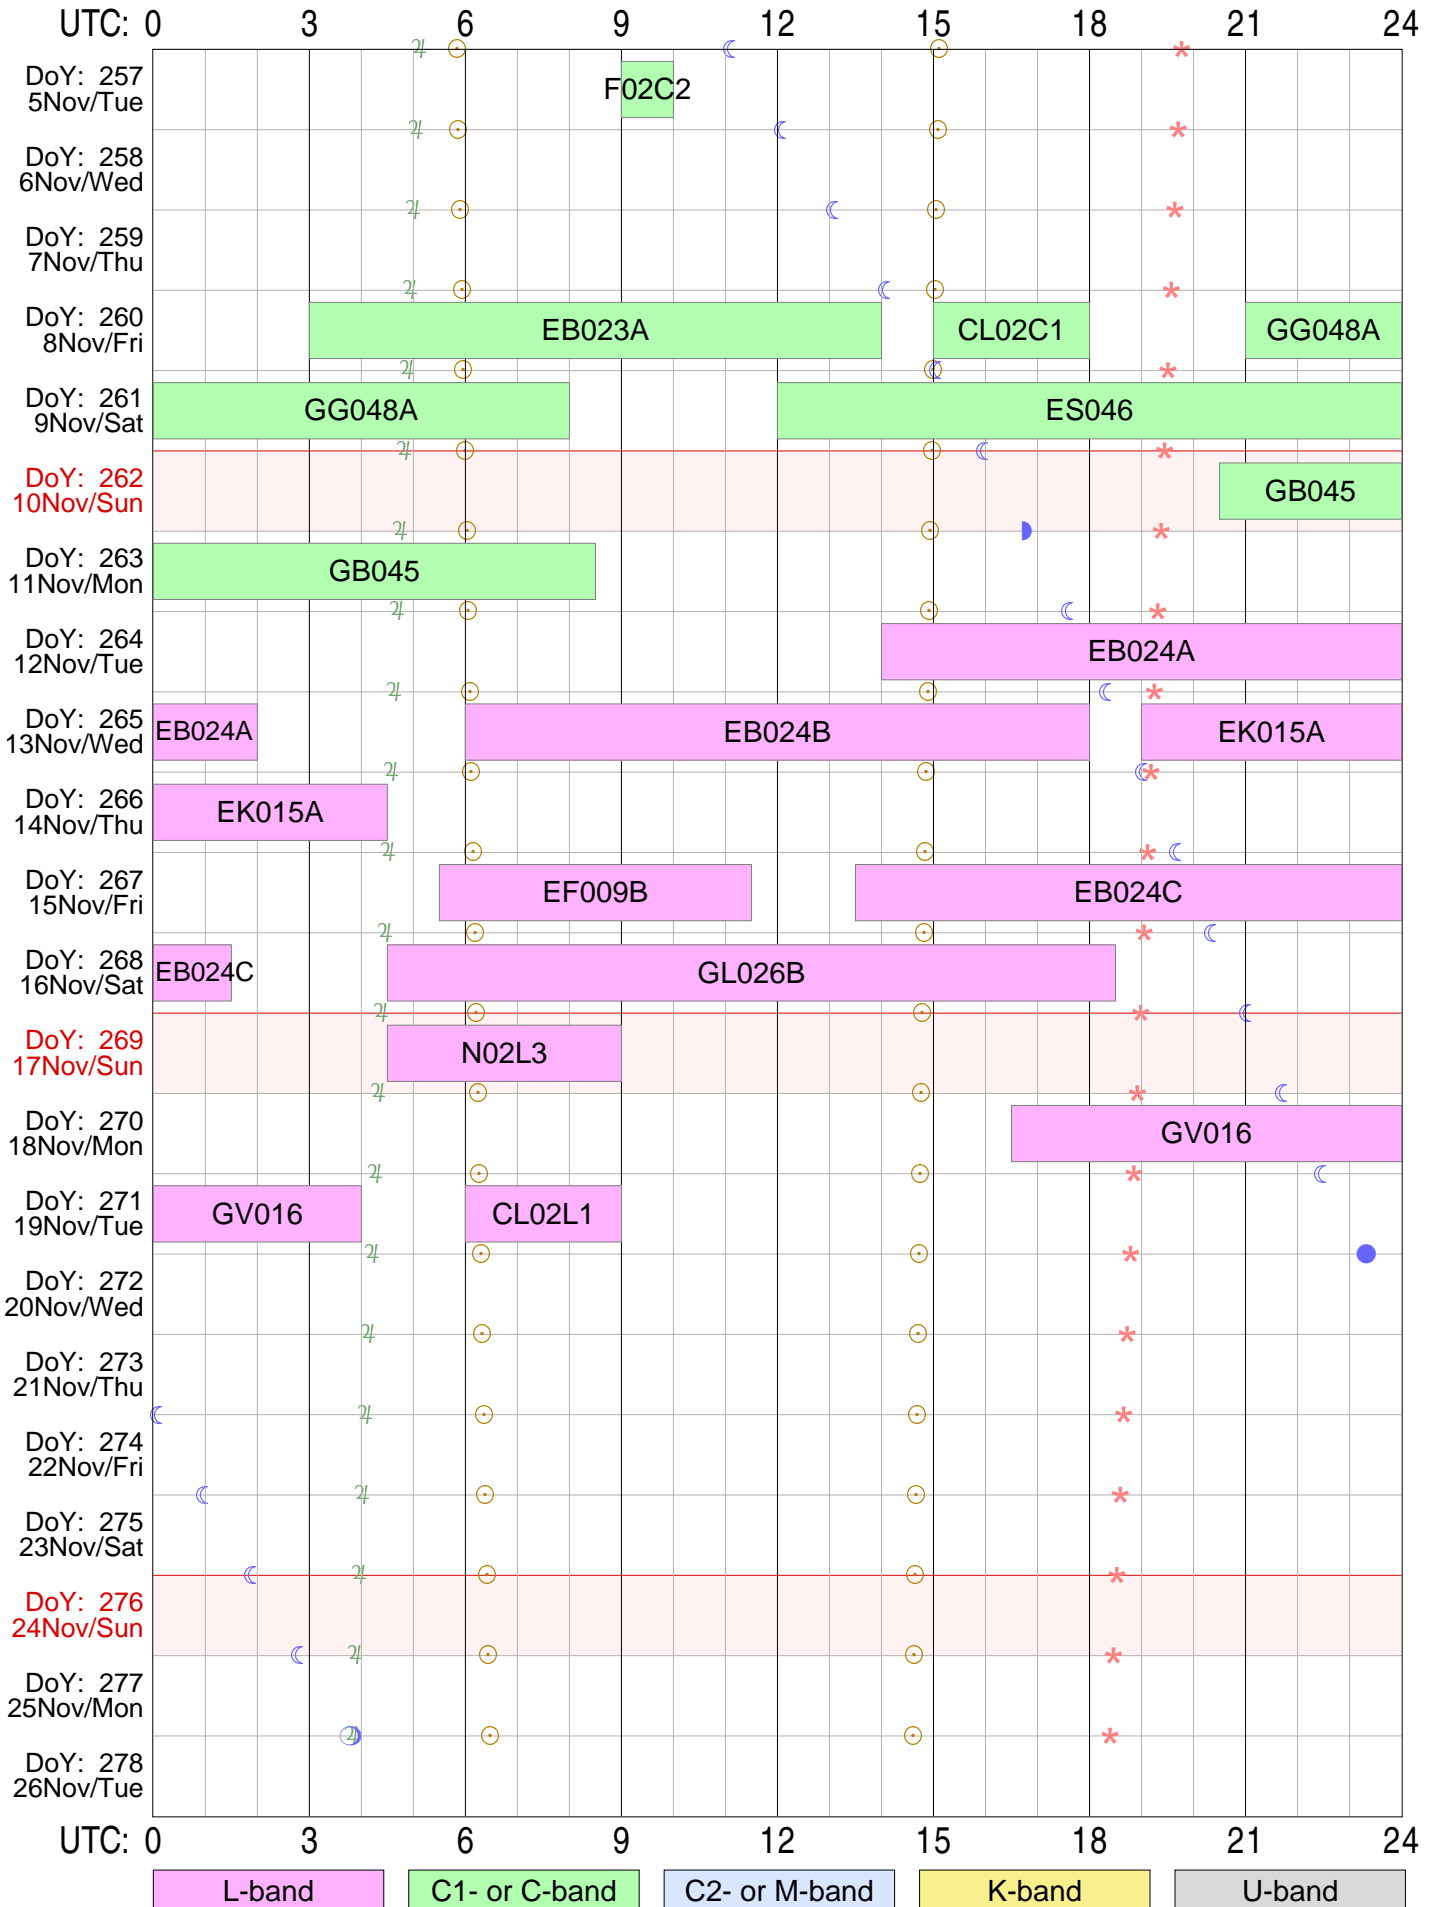 UTC: 0 3 6 9 12 15 18 21 24
DoY: 257
5Nov/Tue
F02C2
DoY: 258
6Nov/Wed
DoY: 259
7Nov/Thu
DoY: 260
8Nov/Fri
EB023A CL02C1 GG048A
DoY: 261
9Nov/Sat
GG048A ES046
DoY: 262
10Nov/Sun
GB045
DoY: 263
11Nov/Mon
GB045
DoY: 264
12Nov/Tue
EB024A
DoY: 265
13Nov/Wed
EB024A EB024B EK015A
DoY: 266
14Nov/Thu
EK015A
DoY: 267
15Nov/Fri
EF009B EB024C
DoY: 268
16Nov/Sat
EB024C GL026B
DoY: 269
17Nov/Sun
N02L3
DoY: 270
18Nov/Mon
GV016
DoY: 271
19Nov/Tue
GV016 CL02L1
DoY: 272
20Nov/Wed
DoY: 273
21Nov/Thu
DoY: 274
22Nov/Fri
DoY: 275
23Nov/Sat
DoY: 276
24Nov/Sun
DoY: 277
25Nov/Mon
DoY: 278
26Nov/Tue
UTC: 0 3 6 9 12 15 18 21 24
L-band C1- or C-band C2- or M-band K-band U-band